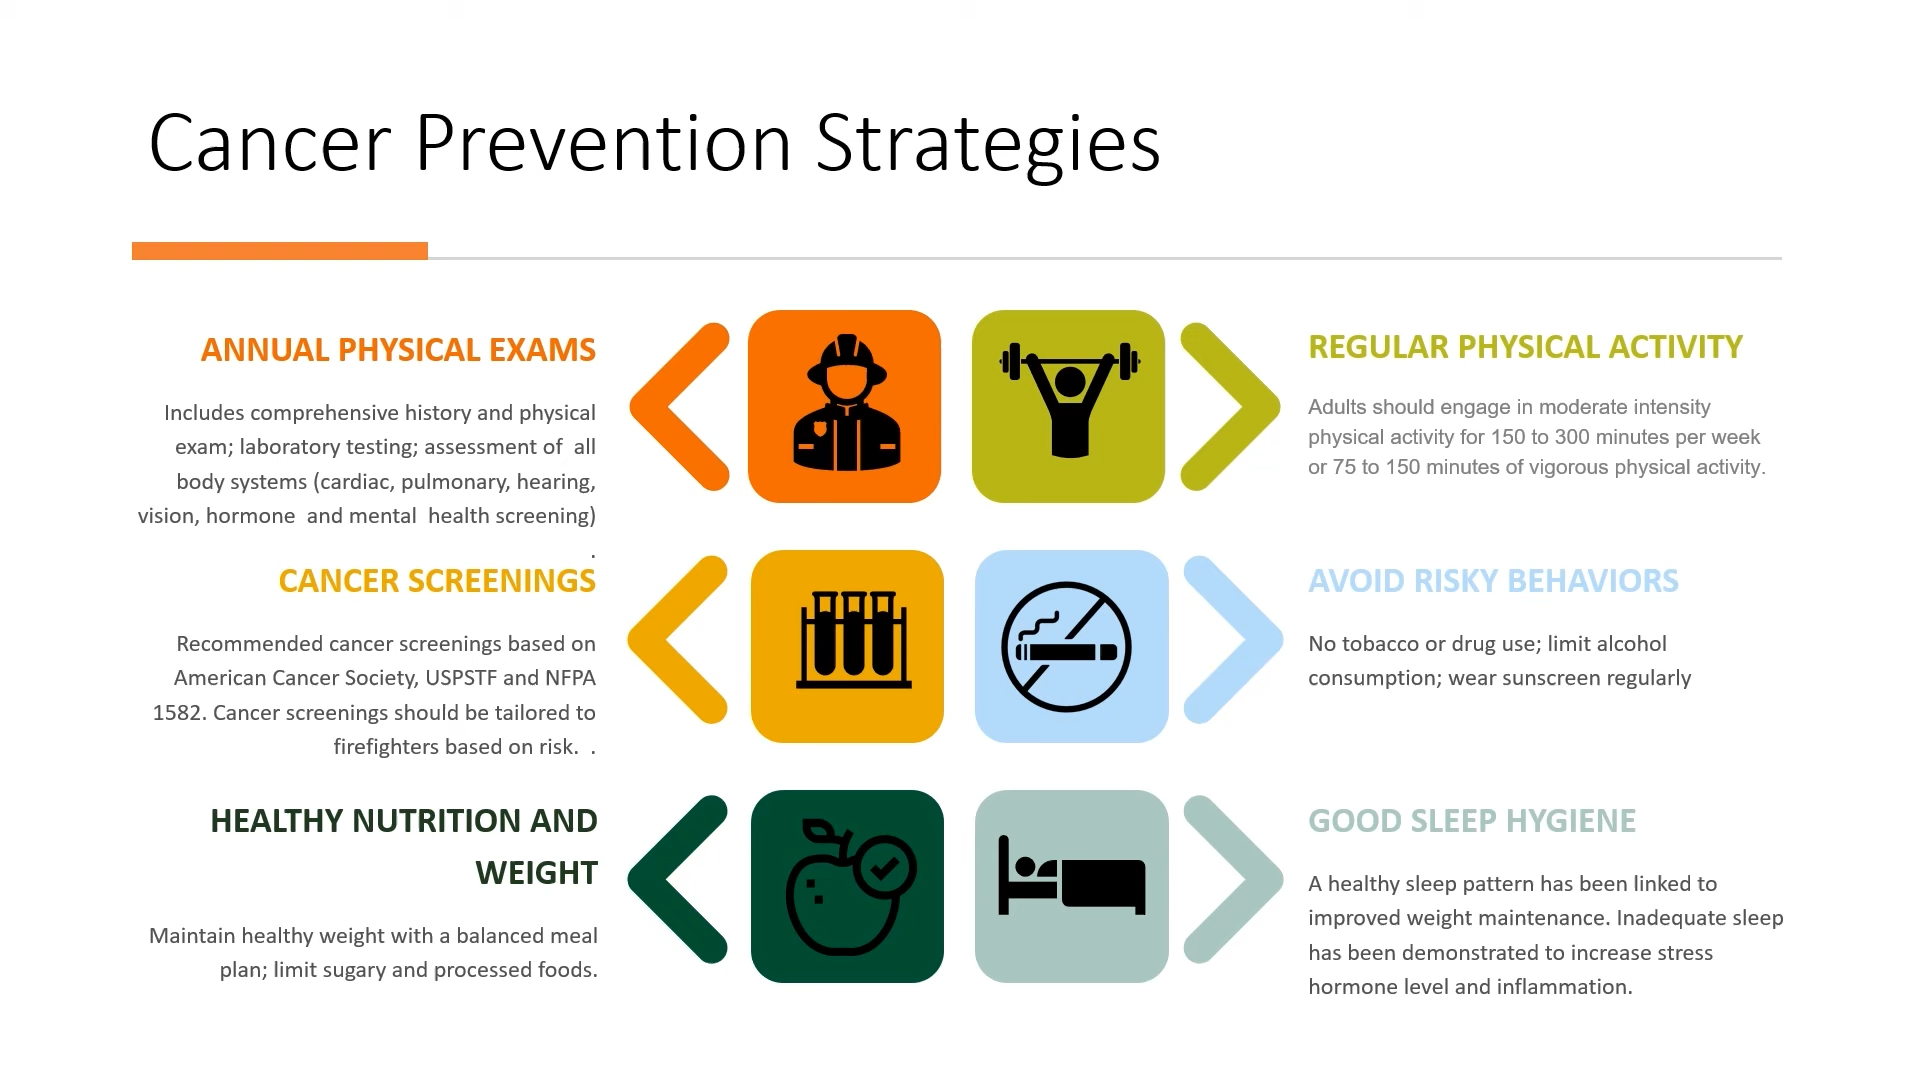 Cancer Prevention Strategies
ANNUAL PHYSICAL EXAMS
Includes comprehensive history and physical
exam; laboratory testing; assessment of  all
body systems (cardiac, pulmonary, hearing,
vision, hormone  and mental  health screening)
.
CANCER SCREENINGS
Recommended cancer screenings based on
American Cancer Society, USPSTF and NFPA
1582. Cancer screenings should be tailored to
firefighters based on risk.  .
HEALTHY NUTRITION AND
WEIGHT
Maintain healthy weight with a balanced meal
plan; limit sugary and processed foods.
REGULAR PHYSICAL ACTIVITY
Adults should engage in moderate intensity
physical activity for 150 to 300 minutes per week
or 75 to 150 minutes of vigorous physical activity.
AVOID RISKY BEHAVIORS
No tobacco or drug use; limit alcohol
consumption; wear sunscreen regularly
GOOD SLEEP HYGIENE
A healthy sleep pattern has been linked to
improved weight maintenance. Inadequate sleep
has been demonstrated to increase stress
hormone level and inflammation.